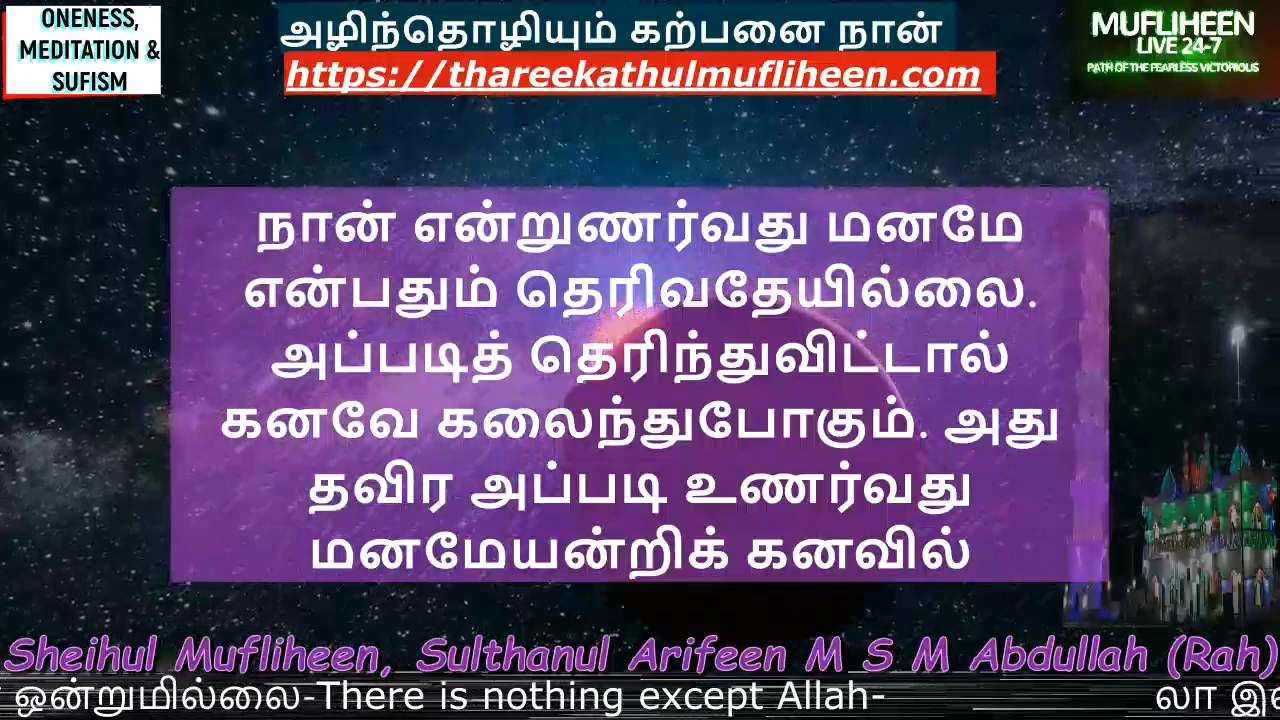 ONENESS,
MEDITATION &
SUFISM
அழிந்தொழியும் கற்பனை நான்
https://thareekathulmufliheen.com
MUFLIHEEN
LIVE 24-7
PATH OF THE FEARLESS VICTORIOUS
நான் என்றுணர்வது மனமே
என்பதும் தெரிவதேயில்லை.
அப்படித் தெரிந்துவிட்டால்
கனவே கலைந்துபோகும். அது
தவிர அப்படி உணர்வது
மனமேயன்றிக் கனவில்
Sheihul Mufliheen, Sulthanul Arifeen M S M Abdullah (Rah)
ஒன்றுமில்லை-There is nothing except Allah- லா